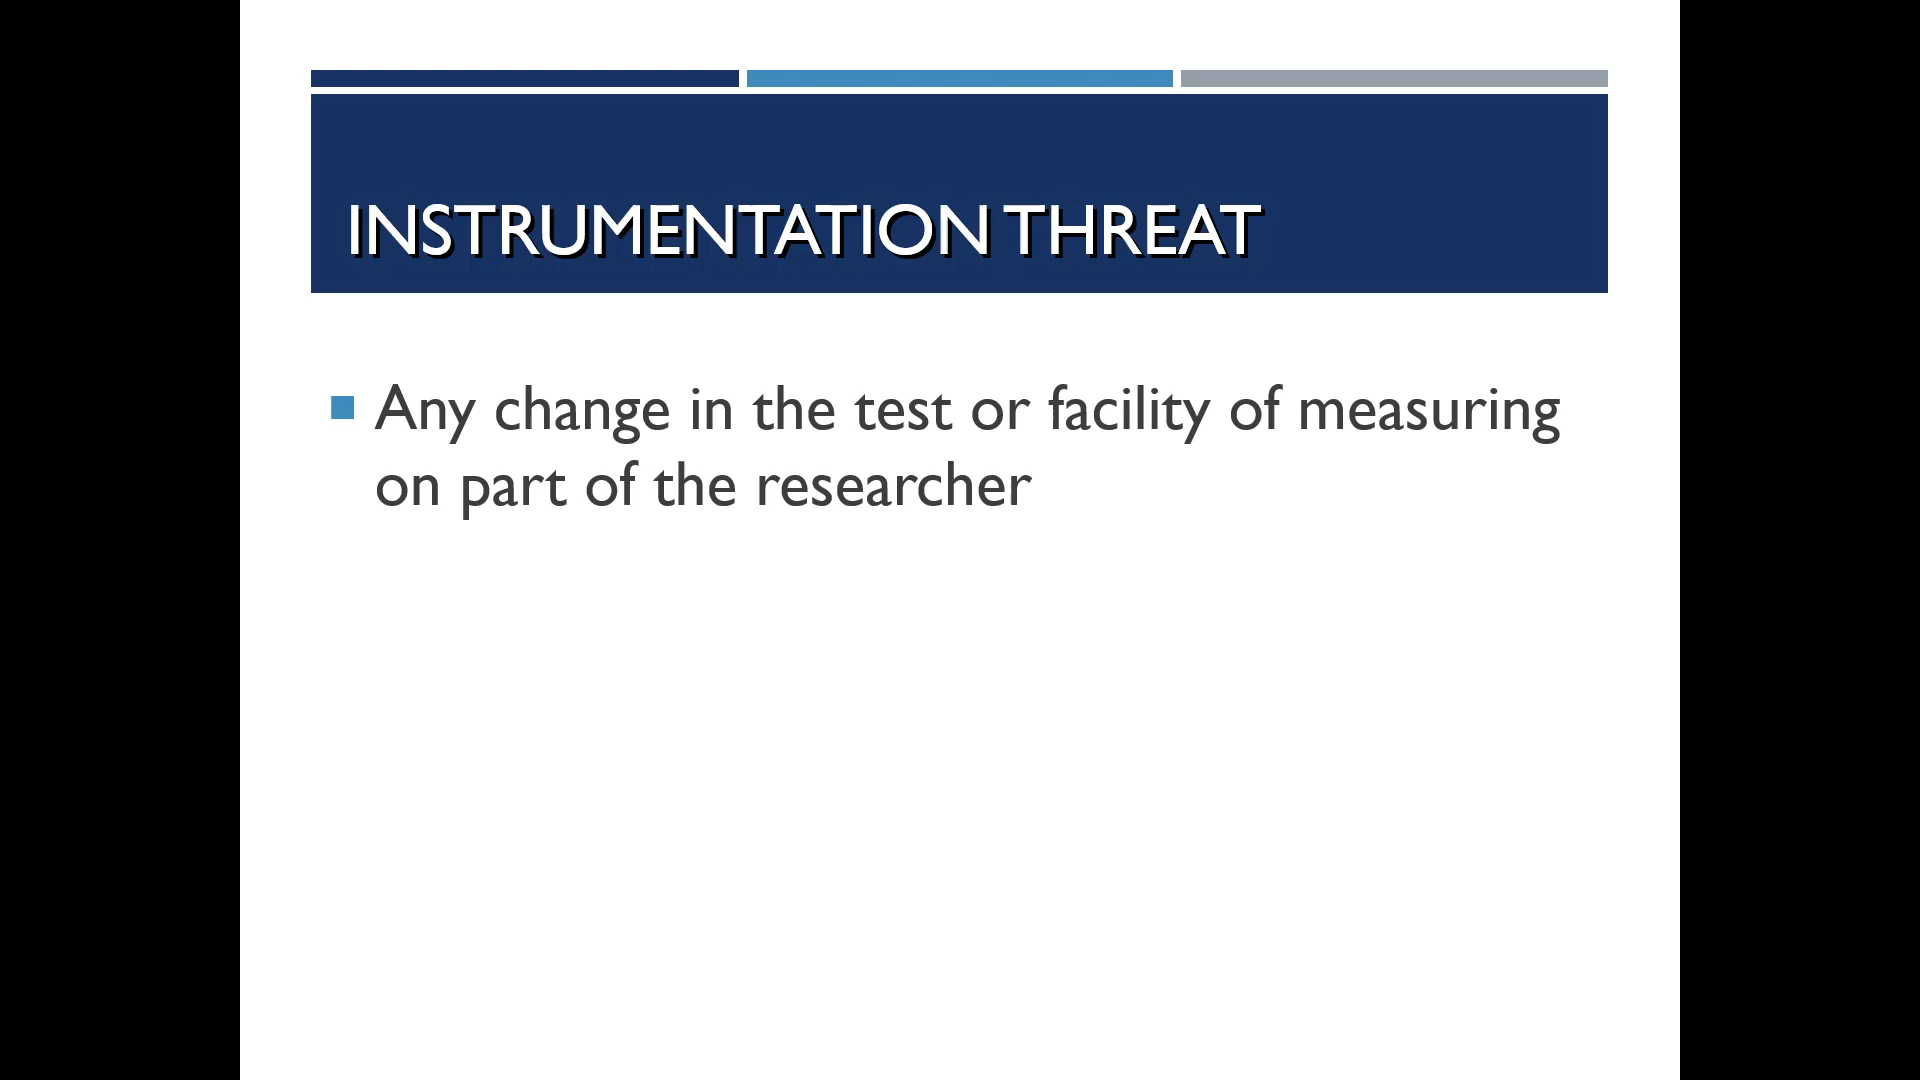 INSTRUMENTATION THREAT
Any change in the test or facility of measuring
on part of the researcher